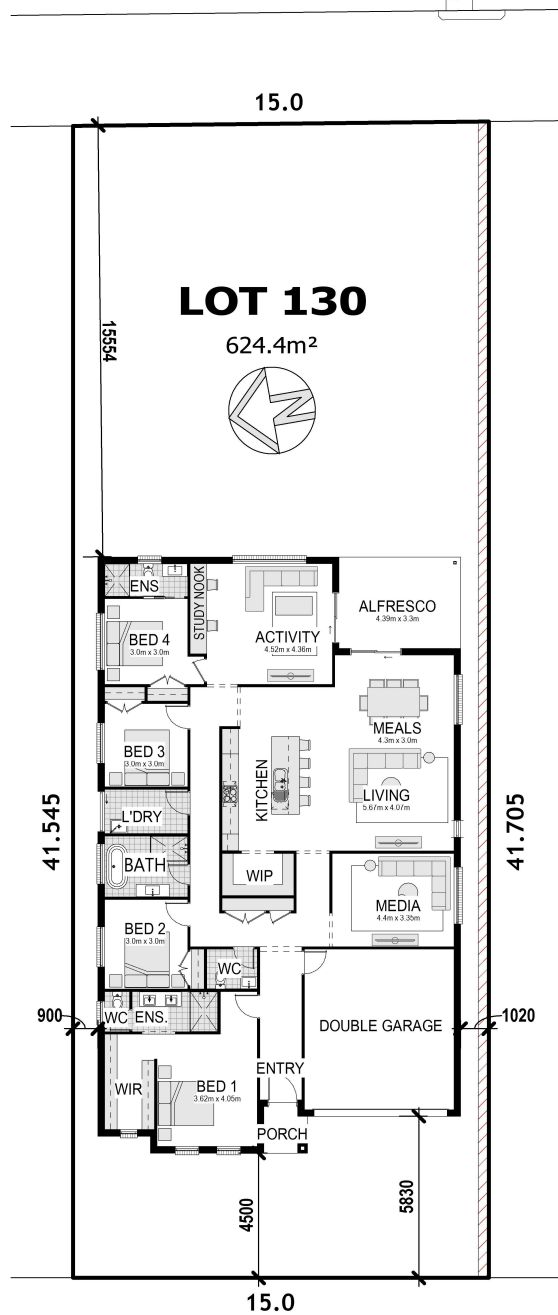 15.0
LOT 130
624.4m²
15554
N
ENS
STUDY NOOK
ALFRESCO
4.39m x 3.3m
BED 4
3.0m x 3.0m
ACTIVITY
4.52m x 4.36m
MEALS
4.3m x 3.0m
BED 3
3.0m x 3.0m
KITCHEN
LIVING
5.67m x 4.07m
41.545
41.705
L'DRY
BATH
WIP
MEDIA
4.4m x 3.35m
BED 2
3.0m x 3.0m
WC
900
WC
ENS.
DOUBLE GARAGE
1020
ENTRY
WIR
BED 1
3.62m x 4.05m
PORCH
4500
5830
15.0